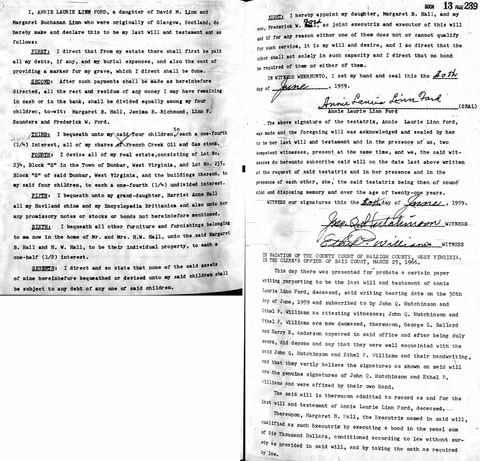 I, ANNIE LAURIE LINN FORD, a daughter of David M. Linn and
Margaret Buchanan Linn who were originally of Glasgow, Scotland, do
hereby make and declare this to be my last will and testament and as
follows:
FIRST: I direct that from my estate there shall first be paid
all my debts, if any, and my burial expenses, and also the cost of
providing a marker for my grave, which I direct shall be done.
SECOND: After such payments shall be made as hereinbefore
directed, all the rest and residue of any money I may have remaining
in cash or in the bank, shall be divided equally among my four
children, to-wit: Margaret B. Hall, Jemima E. Richmond, Linn F.
Saunders and Frederick W. Ford.
THIRD: I bequeath unto my said four children, to each a one-fourth
(1/4) interest, all of my shares of French Creek Oil and Gas stock.
FOURTH: I devise all of my real estate, consisting of Lot No.
234, Block "S" in the Town of Dunbar, West Virginia, and Lot No. 235,
Block "S" of said Dunbar, West Virginia, and the buildings thereon, to
my said four children, to each a one-fourth (1/4) undivided interest.
FIFTH: I bequeath unto my grand-daughter, Harriet Anne Hall
all my Haviland china and my Encyclopedia Brittanica and also unto her
any promissory notes or stocks or bonds not hereinbefore mentioned.
SIXTH: I bequeath all other furniture and furnishings belonging
to me now in the home of Mr. and Mrs. H.W. Hall, unto the said Margaret
B. Hall and H. W. Hall, to be their individual property, to each a
one-half (1/2) interest.
SEVENTH: I direct and so state that none of the said assets
of mine hereinbefore bequeathed or devised unto my said children shall
be subject to any debt of any one of said children.
BOOK 13 PAGE 239
EIGHT: I hereby appoint my daughter, Margaret B. Hall, and my
son, Frederick W. Ford as joint executrix and executor of this will
and if for any reason either one of them does not or cannot qualify
for such service, it is my will and desire, and I so direct that the
other shall act solely in such capacity and I direct that no bond
be required of them or either of them.
IN WITNESS WHEREUNTO, I set my hand and seal this the 30th
day of June, 1959.
Annie Laurie Linn Ford (SEAL)
Annie Laurie Linn Ford
The above signature of the testatrix, Annie Laurie Linn Ford,
was made and the foregoing will was acknowledged and sealed by her
to be her last will and testament and in the presence of us, two
competent witnesses, present at the same time, and we, the said wit-
nesses do hereunto subscribe said will on the date last above written
at the request of said testatrix and in her presence and in the
presence of each other, she, the said testatrix being then of sound
mind and disposing memory and over the age of twenty-one years.
WITNESS our signatures this the 30th day of June, 1959.
Jno. Q. Hutchinson WITNESS
Ethel P. Williams WITNESS
IN VACATION OF THE COUNTY COURT OF RALEIGH COUNTY, WEST VIRGINIA,
IN THE CLERK'S OFFICE OF SAID COURT, MARCH 25, 1966.
This day there was presented for probate a certain paper
writing purporting to be the last will and testament of Annie
Laurie Linn Ford, deceased, said writing bearing date on the 30th
day of June, 1959 and subscribed to by John Q. Hutchinson and
Ethel P. Williams as attesting witnesses; John Q. Hutchinson and
Ethel P. Williams are now deceased, thereupon, George L. Ballard
and Harry E. Anderson appeared in said office and after being duly
sworn, did depose and say that they were well acquainted with the
said John Q. Hutchinson and Ethel P. Williams and their handwriting,
and that they verily believe the signatures as shown on said will
are the genuine signatures of John Q. Hutchinson and Ethel P.
Williams and were affixed by their own hand.
The said will is thereupon admitted to record as and for the
last will and testament of Annie Laurie Linn Ford, deceased.
Thereupon, Margaret B. Hall, the Executrix named in said will,
qualified as such Executrix by executing a bond in the penal sum
of Six Thousand Dollars, conditioned according to law without sur-
ety as provided in said will, and by taking the oath as required
by law.